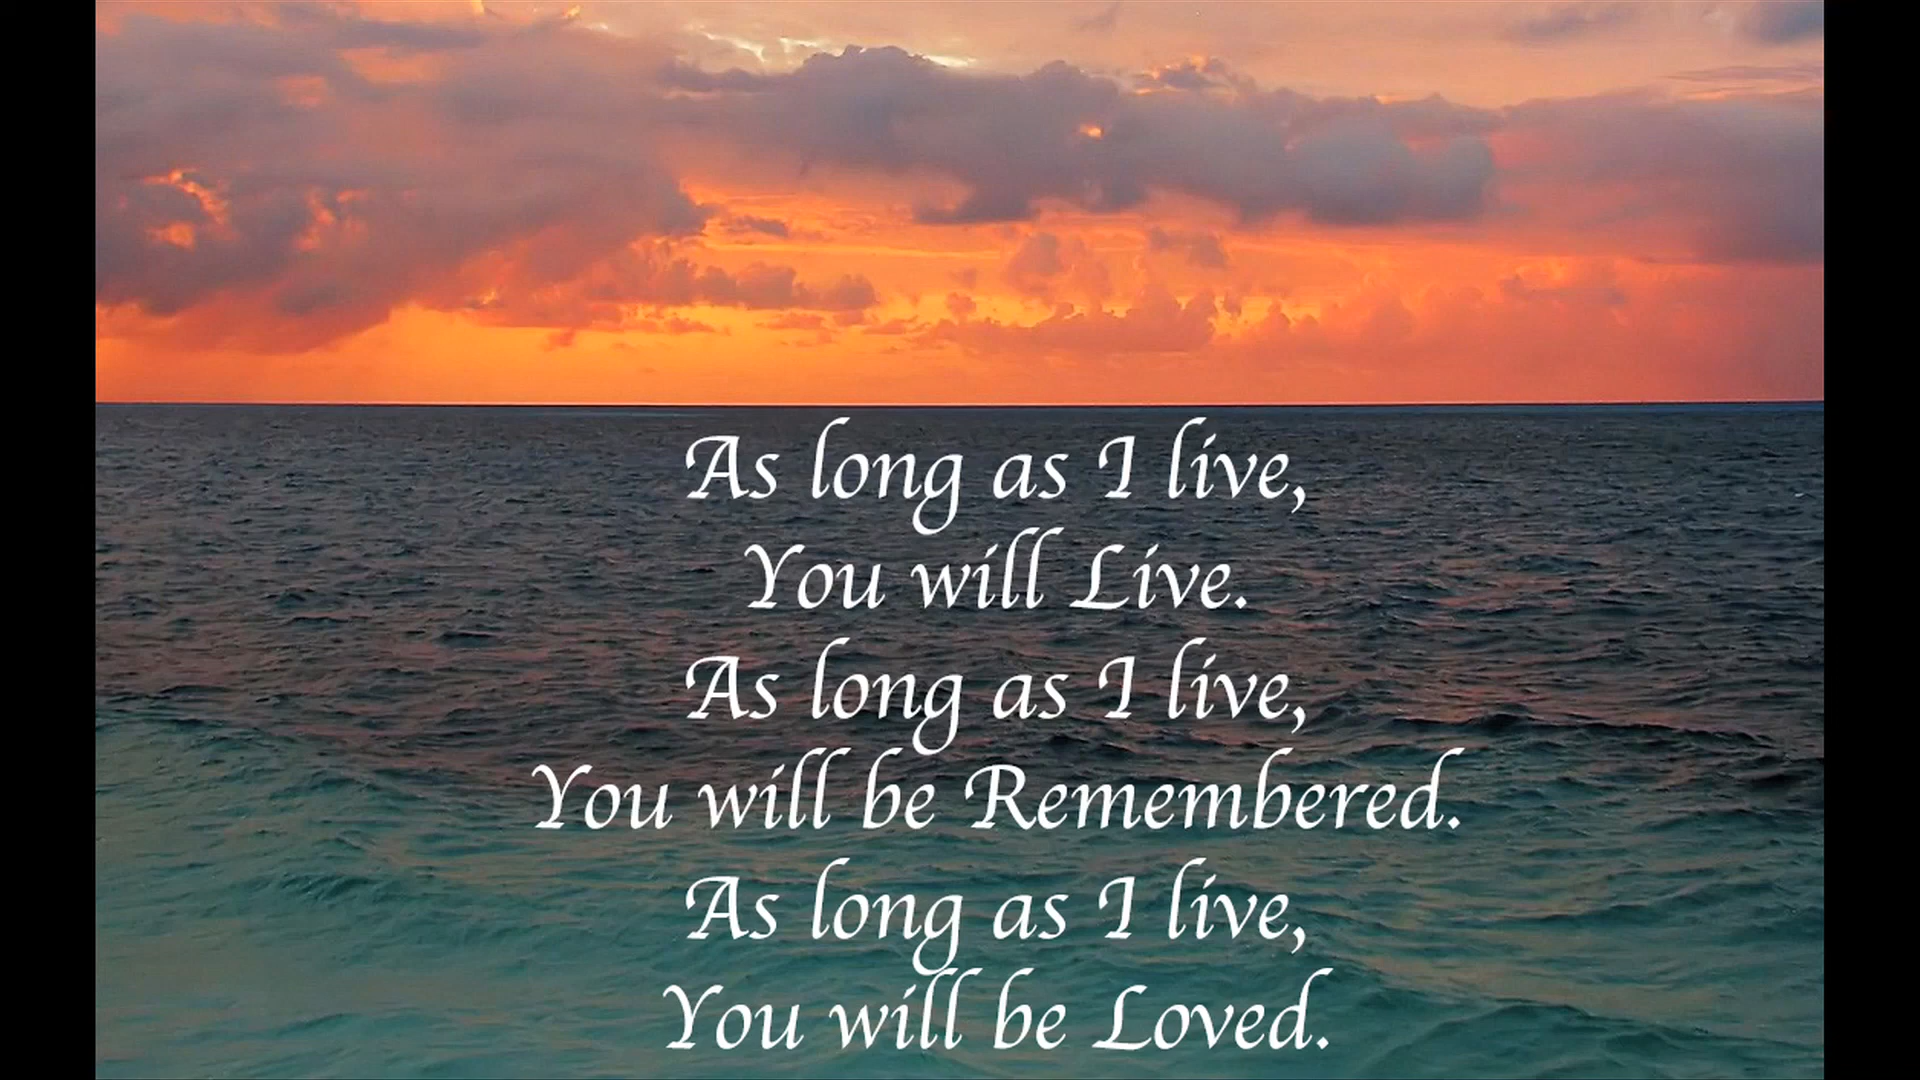 As long as I live,
You will Live.
As long as I live,
You will be Remembered.
As long as I live,
You will be Loved.